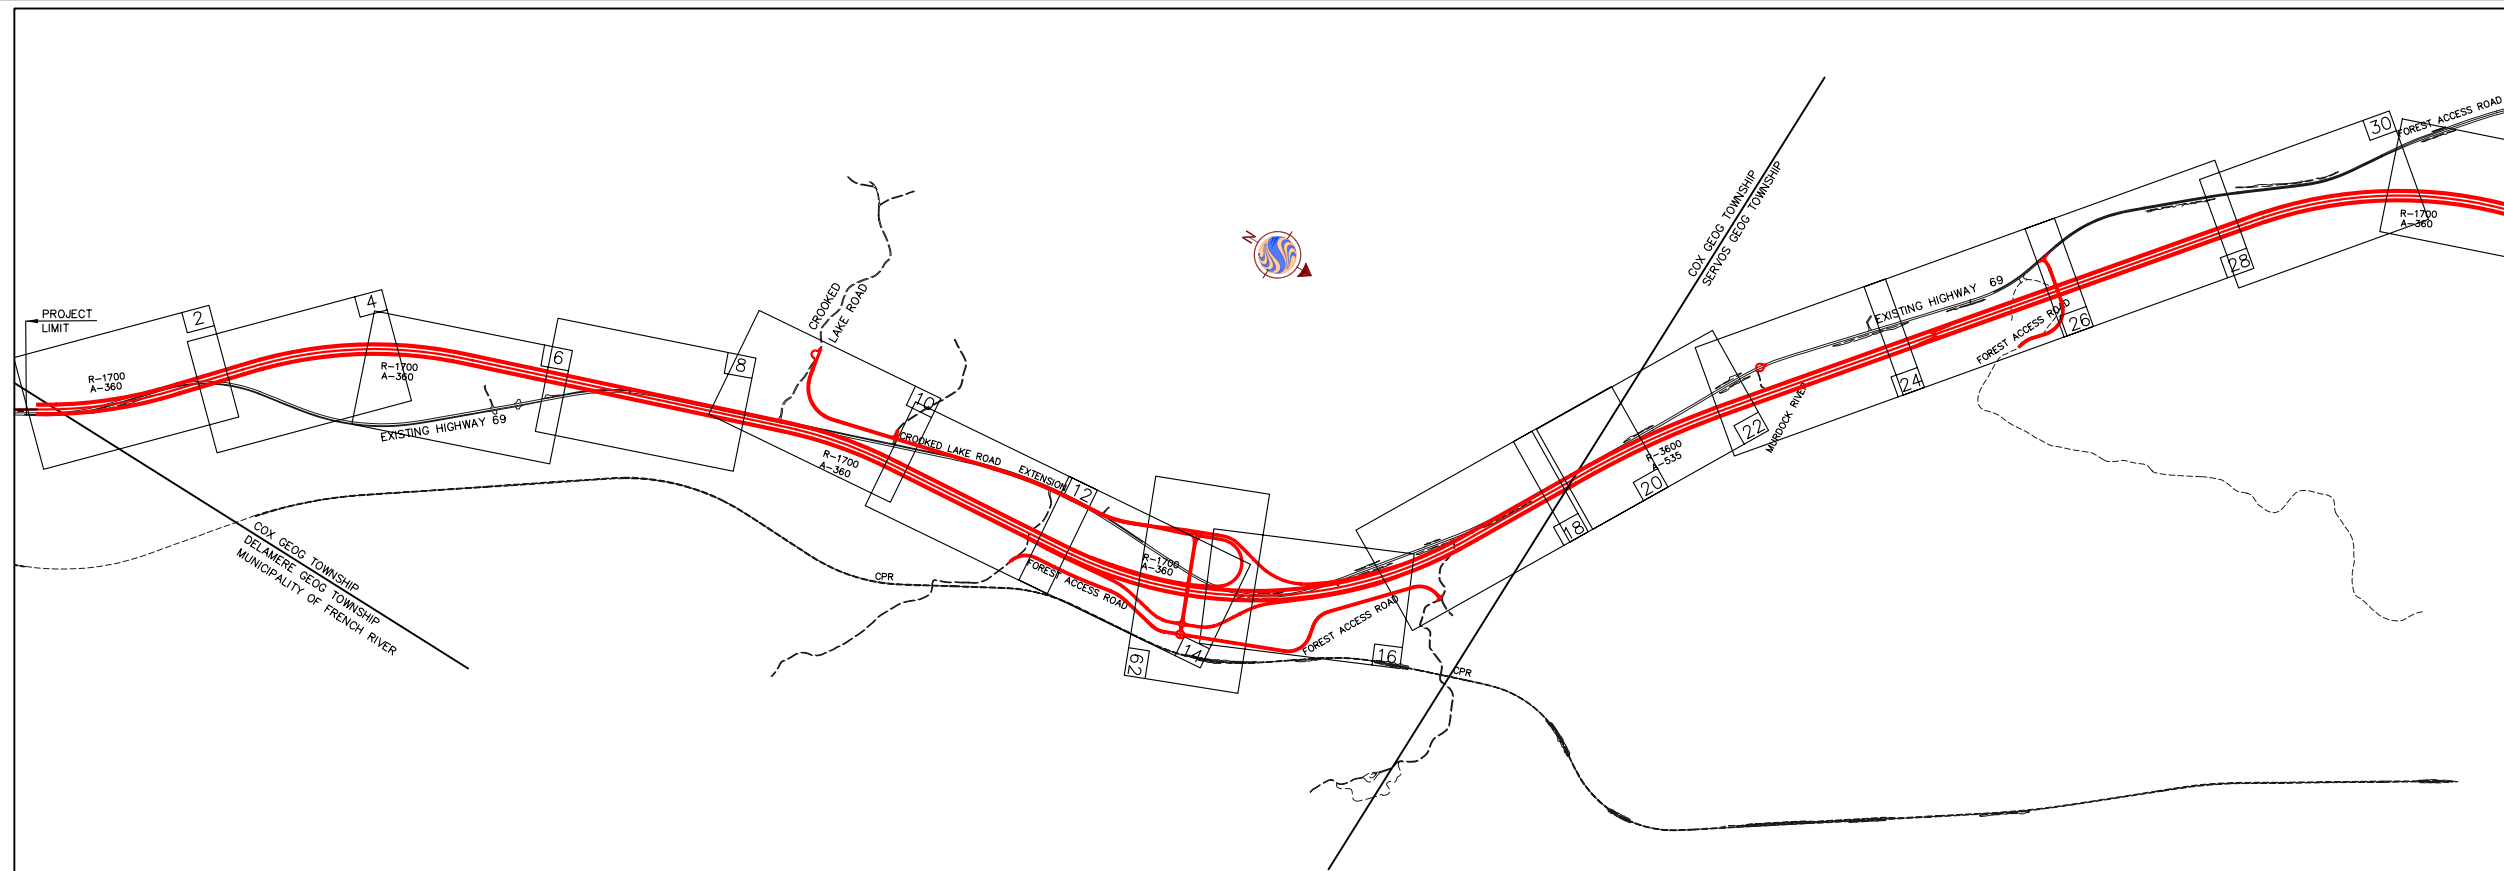 PROJECT
LIMIT
2
R-1700
A-360
4
R-1700
A-360
EXISTING HIGHWAY 69
6
8
CROOKED
LAKE ROAD
10
R-1700
A-360
CROOKED LAKE ROAD
EXTENSION
12
COX GEOG TOWNSHIP
DELAMERE GEOG TOWNSHIP
MUNICIPALITY OF FRENCH RIVER
CPR
FOREST ACCESS ROAD
R-1700
A-360
62
14
N
FOREST ACCESS ROAD
16
CPR
18
COX GEOG TOWNSHIP
SERVOS GEOG TOWNSHIP
R-3600
A-535
20
22
MURDOCK RIVER
EXISTING HIGHWAY 69
24
FOREST ACCESS ROAD
26
28
30
FOREST ACCESS ROAD
R-1700
A-360